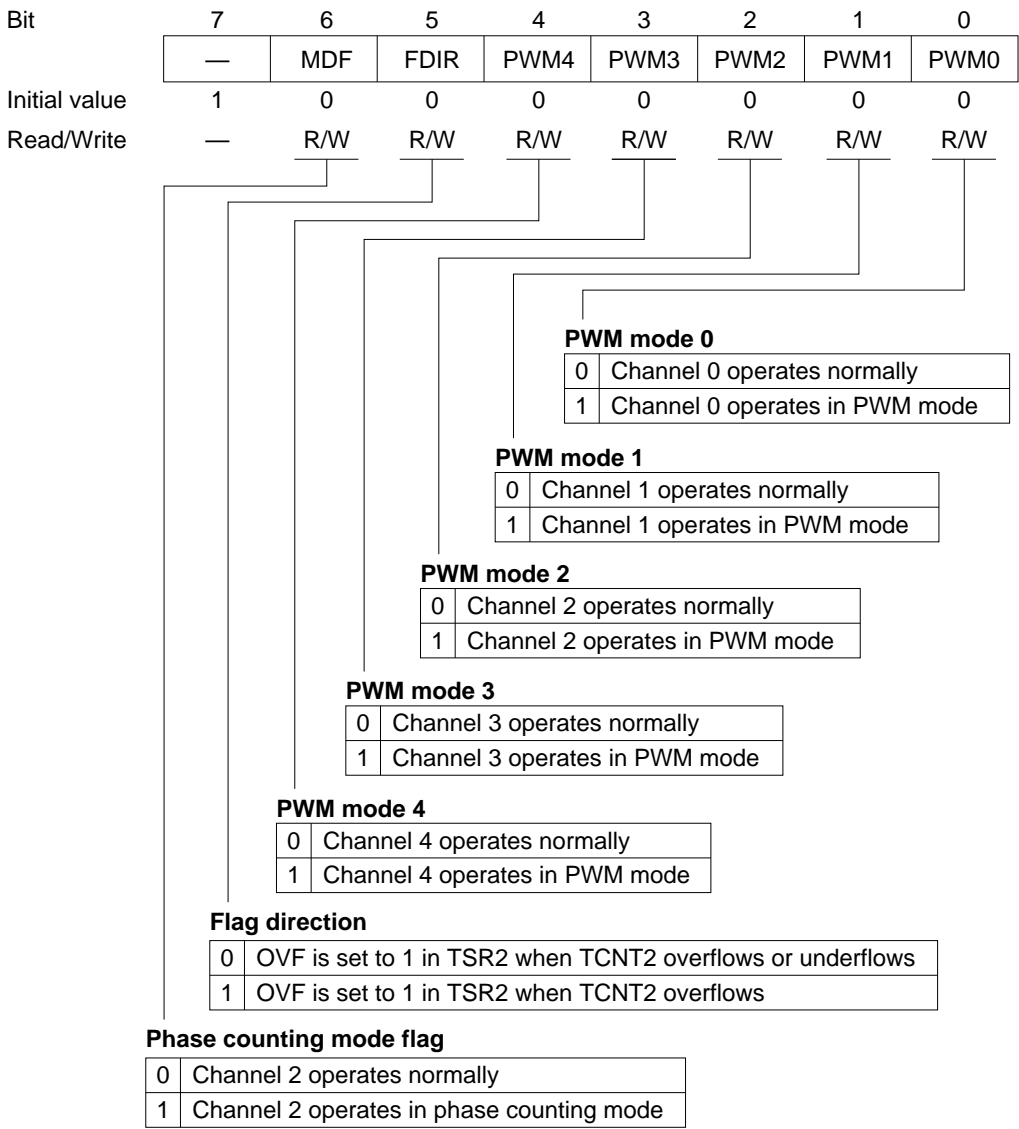 Bit 7 6 5 4 3 2 1 0
— MDF FDIR PWM4 PWM3 PWM2 PWM1 PWM0
Initial value 1 0 0 0 0 0 0 0
Read/Write — R/W R/W R/W R/W R/W R/W R/W
PWM mode 0
0 Channel 0 operates normally
1 Channel 0 operates in PWM mode
PWM mode 1
0 Channel 1 operates normally
1 Channel 1 operates in PWM mode
PWM mode 2
0 Channel 2 operates normally
1 Channel 2 operates in PWM mode
PWM mode 3
0 Channel 3 operates normally
1 Channel 3 operates in PWM mode
PWM mode 4
0 Channel 4 operates normally
1 Channel 4 operates in PWM mode
Flag direction
0 OVF is set to 1 in TSR2 when TCNT2 overflows or underflows
1 OVF is set to 1 in TSR2 when TCNT2 overflows
Phase counting mode flag
0 Channel 2 operates normally
1 Channel 2 operates in phase counting mode